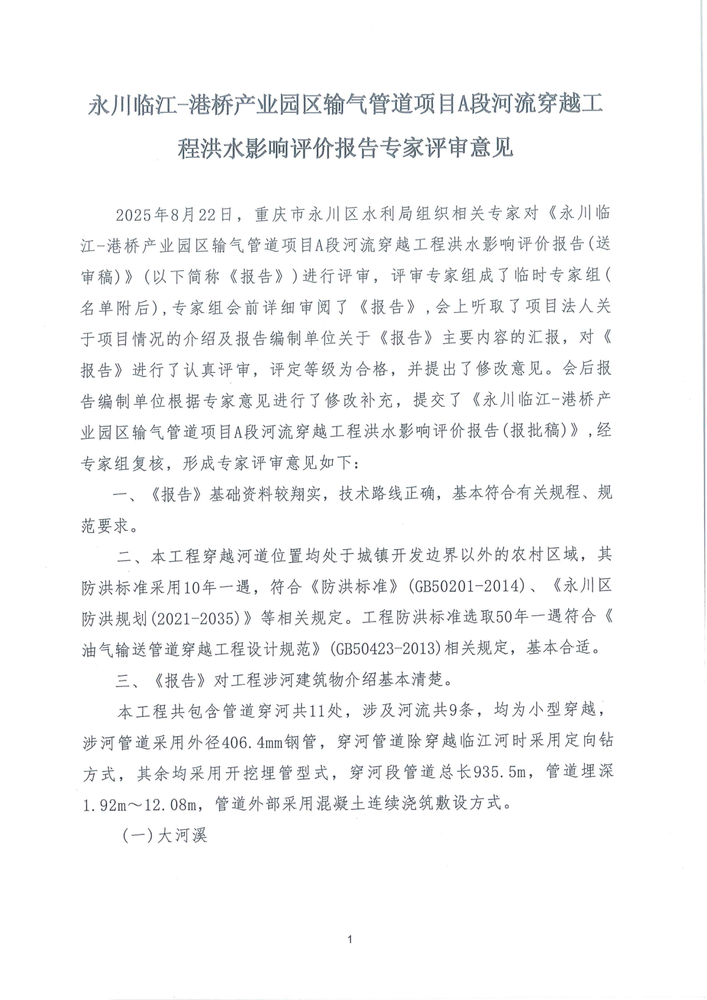 永川临江-港桥产业园区输气管道项目A段河流穿越工
程洪水影响评价报告专家评审意见
2025年8月22日，重庆市永川区水利局组织相关专家对《永川临
江-港桥产业园区输气管道项目A段河流穿越工程洪水影响评价报告(送
审稿)》(以下简称《报告》)进行评审，评审专家组成了临时专家组(
名单附后),专家组会前详细审阅了《报告》,会上听取了项目法人关
于项目情况的介绍及报告编制单位关于《报告》主要内容的汇报，对《
报告》进行了认真评审，评定等级为合格，并提出了修改意见。会后报
告编制单位根据专家意见进行了修改补充，提交了《永川临江-港桥产
业园区输气管道项目A段河流穿越工程洪水影响评价报告(报批稿)》,经
专家组复核，形成专家评审意见如下：
一、《报告》基础资料较翔实，技术路线正确，基本符合有关规程、规
范要求。
二、本工程穿越河道位置均处于城镇开发边界以外的农村区域，其
防洪标准采用10年一遇，符合《防洪标准》(GB50201-2014)、《永川区
防洪规划(2021-2035)》等相关规定。工程防洪标准选取50年一遇符合《
油气输送管道穿越工程设计规范》(GB50423-2013)相关规定，基本合适。
三、《报告》对工程涉河建筑物介绍基本清楚。
本工程共包含管道穿河共11处，涉及河流共9条，均为小型穿越，
涉河管道采用外径406.4mm钢管，穿河管道除穿越临江河时采用定向钻
方式，其余均采用开挖埋管型式，穿河段管道总长935.5m，管道埋深
1.92m～12.08m，管道外部采用混凝土连续浇筑敷设方式。
(一)大河溪
1